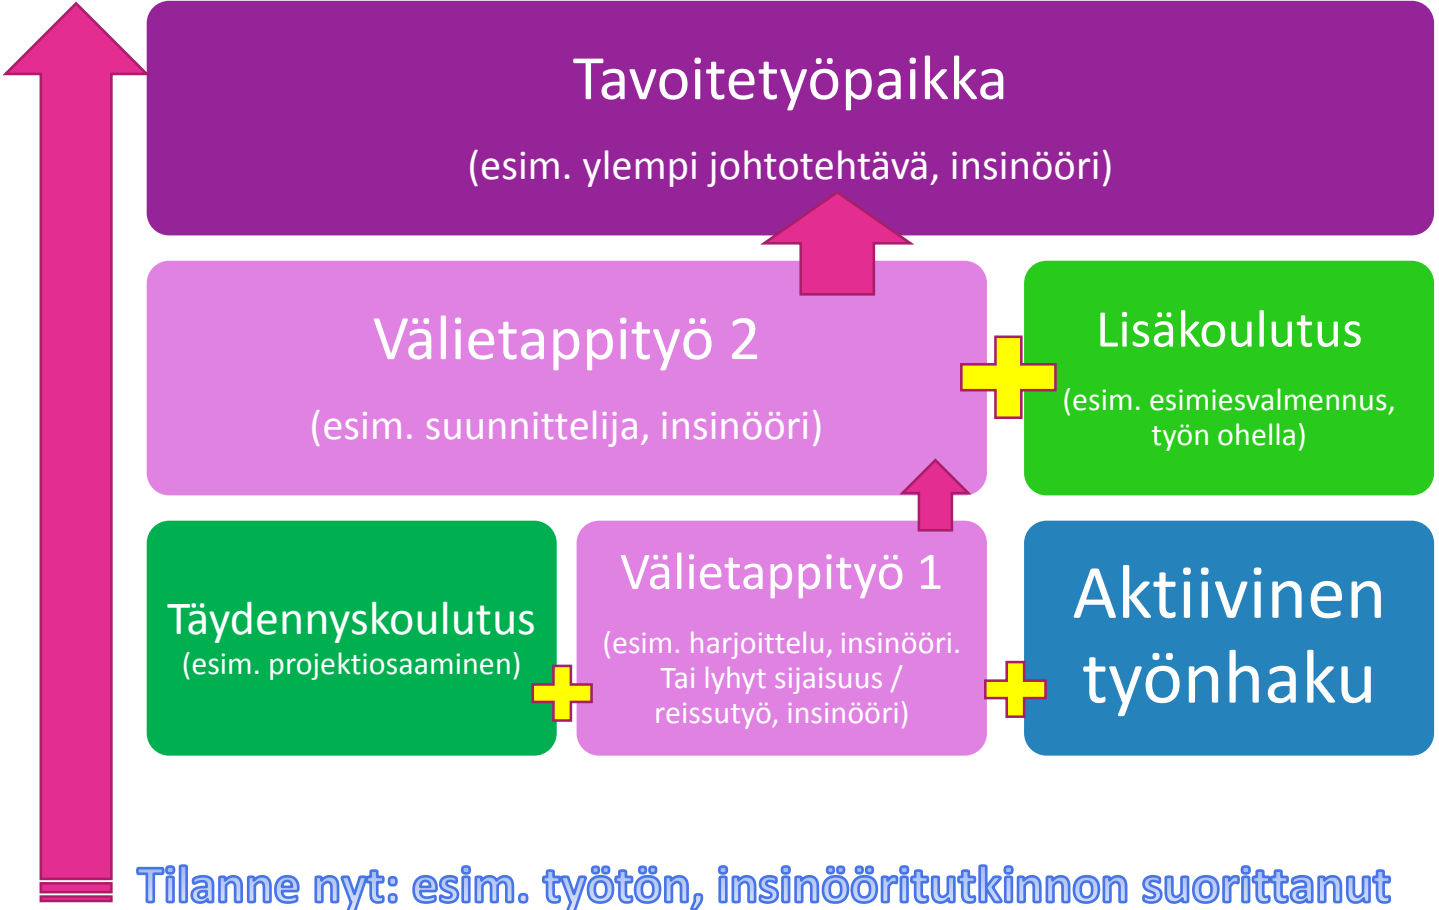 Tavoitetyöpaikka
(esim. ylempi johtotehtävä, insinööri)
Välietappityö 2
(esim. suunnittelija, insinööri)
Lisäkoulutus
(esim. esimiesvalmennus,
työn ohella)
Täydennyskoulutus
(esim. projektiosaaminen)
Välietappityö 1
(esim. harjoittelu, insinööri.
Tai lyhyt sijaisuus /
reissutyö, insinööri)
Aktiivinen
työnhaku
Tilanne nyt: esim. työtön, insinööritutkinnon suorittanut